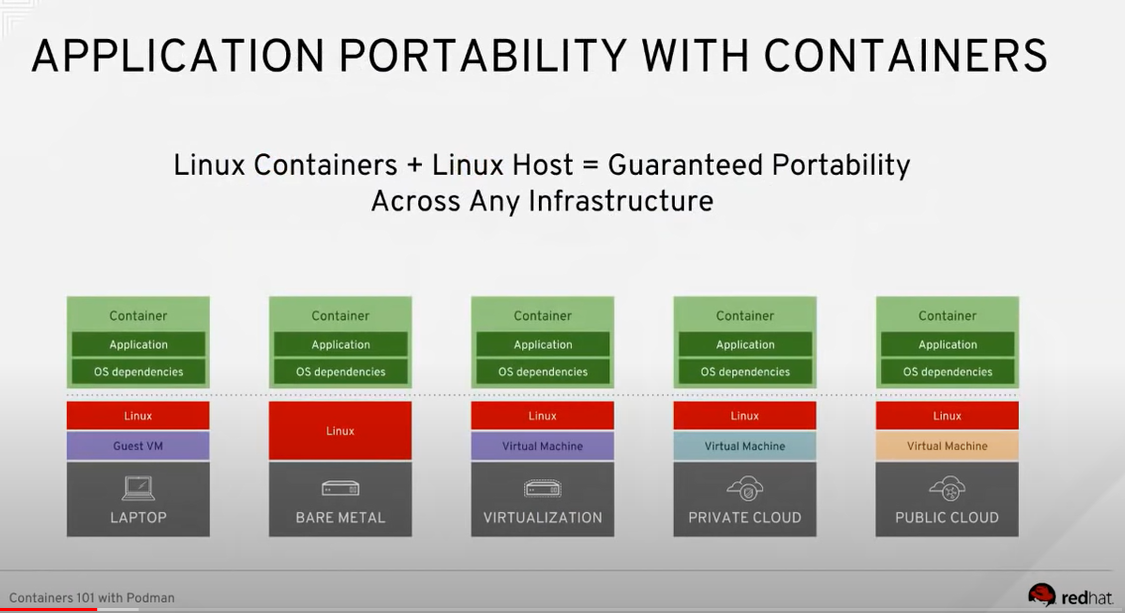 APPLICATION PORTABILITY WITH CONTAINERS
Linux Containers + Linux Host = Guaranteed Portability
Across Any Infrastructure
Container
Application
OS dependencies
Linux
Guest VM
LAPTOP
Container
Application
OS dependencies
Linux
BARE METAL
Container
Application
OS dependencies
Linux
Virtual Machine
VIRTUALIZATION
Container
Application
OS dependencies
Linux
Virtual Machine
PRIVATE CLOUD
Container
Application
OS dependencies
Linux
Virtual Machine
PUBLIC CLOUD
Containers 101 with Podman
redhat.